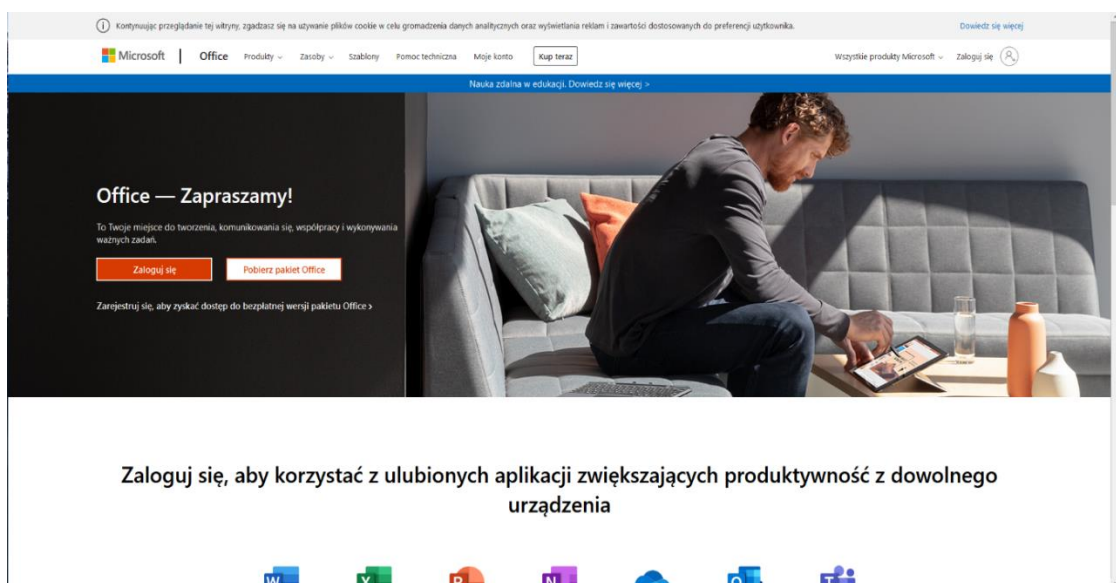 Kontynuując przeglądanie tej witryny, zgadzasz się na używanie plików cookie w celu gromadzenia danych analitycznych oraz wyświetlania reklam i zawartości dostosowanych do preferencji użytkownika. Dowiedz się więcej
Microsoft | Office Produkty Zasoby Szablony Pomoc techniczna Moje konto Kup teraz Wszystkie produkty Microsoft Zaloguj się
Nauka zdalna w edukacji. Dowiedz się więcej >
Office — Zapraszamy!
To Twoje miejsce do tworzenia, komunikowania się, współpracy i wykonywania
ważnych zadań.
Zaloguj się Pobierz pakiet Office
Zarejestruj się, aby zyskać dostęp do bezpłatnej wersji pakietu Office >
Zaloguj się, aby korzystać z ulubionych aplikacji zwiększających produktywność z dowolnego
urządzenia
W X P N O T